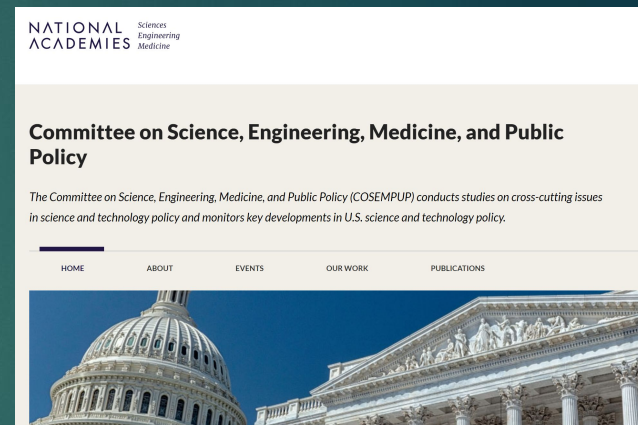 NATIONAL
ACADEMIES
Sciences
Engineering
Medicine
Committee on Science, Engineering, Medicine, and Public
Policy
The Committee on Science, Engineering, Medicine, and Public Policy (COSEMPUP) conducts studies on cross-cutting issues
in science and technology policy and monitors key developments in U.S. science and technology policy.
HOME ABOUT EVENTS OUR WORK PUBLICATIONS